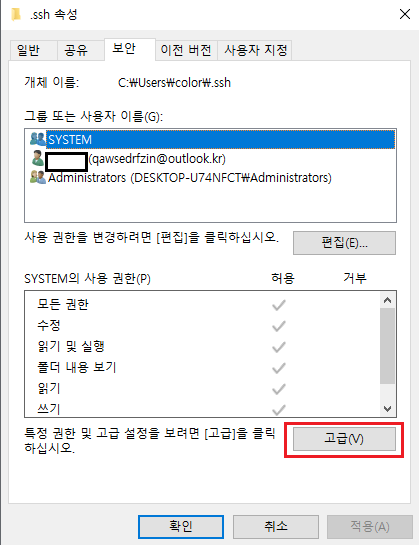 .ssh 속성
일반 공유 보안 이전 버전 사용자 지정
개체 이름: C:₩Users₩color₩.ssh
그룹 또는 사용자 이름(G):
SYSTEM
(qawsedrfzin@outlook.kr)
Administrators (DESKTOP-U74NFCT₩Administrators)
사용 권한을 변경하려면 [편집]을 클릭하십시오. 편집(E)...
SYSTEM의 사용 권한(P) 허용 거부
모든 권한
수정
읽기 및 실행
폴더 내용 보기
읽기
쓰기
특정 권한 및 고급 설정을 보려면 [고급]을 클릭
하십시오. 고급(V)
확인 취소 적용(A)